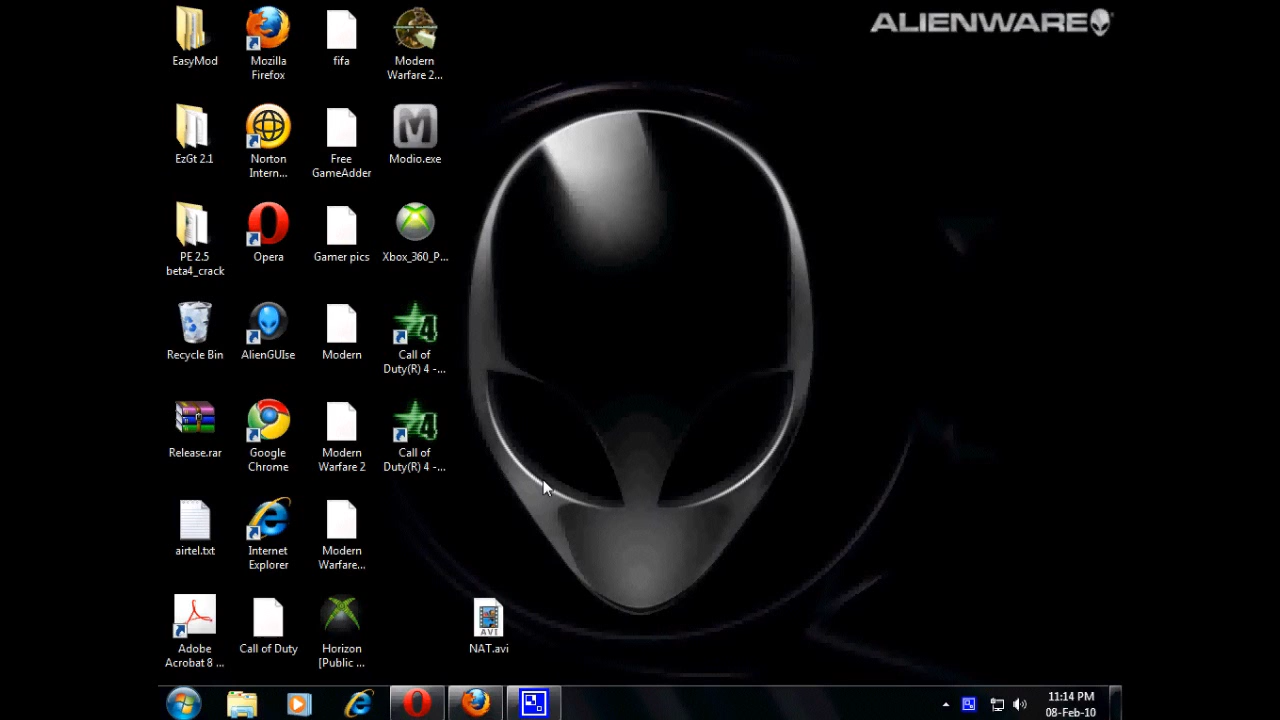 ALIENWARE
EasyMod
Mozilla
Firefox
fifa
Modern
Warfare 2...
EzGt 2.1
Norton
Intern...
Free
GameAdder
Modio.exe
PE 2.5
beta4_crack
Opera
Gamer pics
Xbox_360_P...
Recycle Bin
AlienGUIse
Modern
Call of
Duty(R) 4 -...
Release.rar
Google
Chrome
Modern
Warfare 2
Call of
Duty(R) 4 -...
airtel.txt
Internet
Explorer
Modern
Warfare...
Adobe
Acrobat 8 ...
Call of Duty
Horizon
[Public ...
AVI
NAT.avi
11:14 PM
08-Feb-10